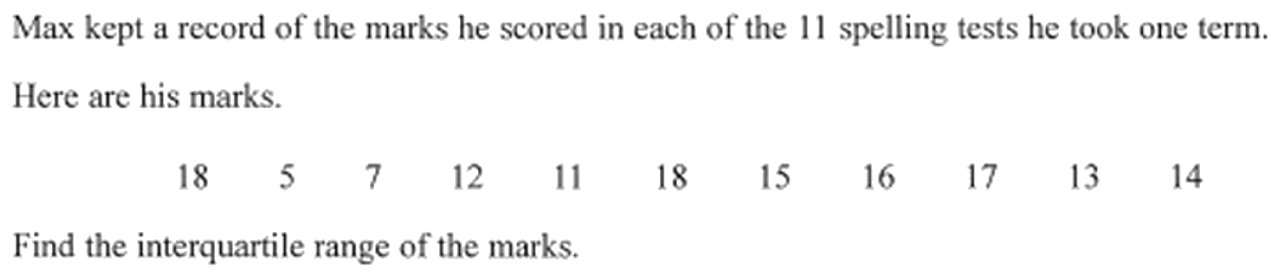 Max kept a record of the marks he scored in each of the 11 spelling tests he took one term.
Here are his marks.
18 5 7 12 11 18 15 16 17 13 14
Find the interquartile range of the marks.